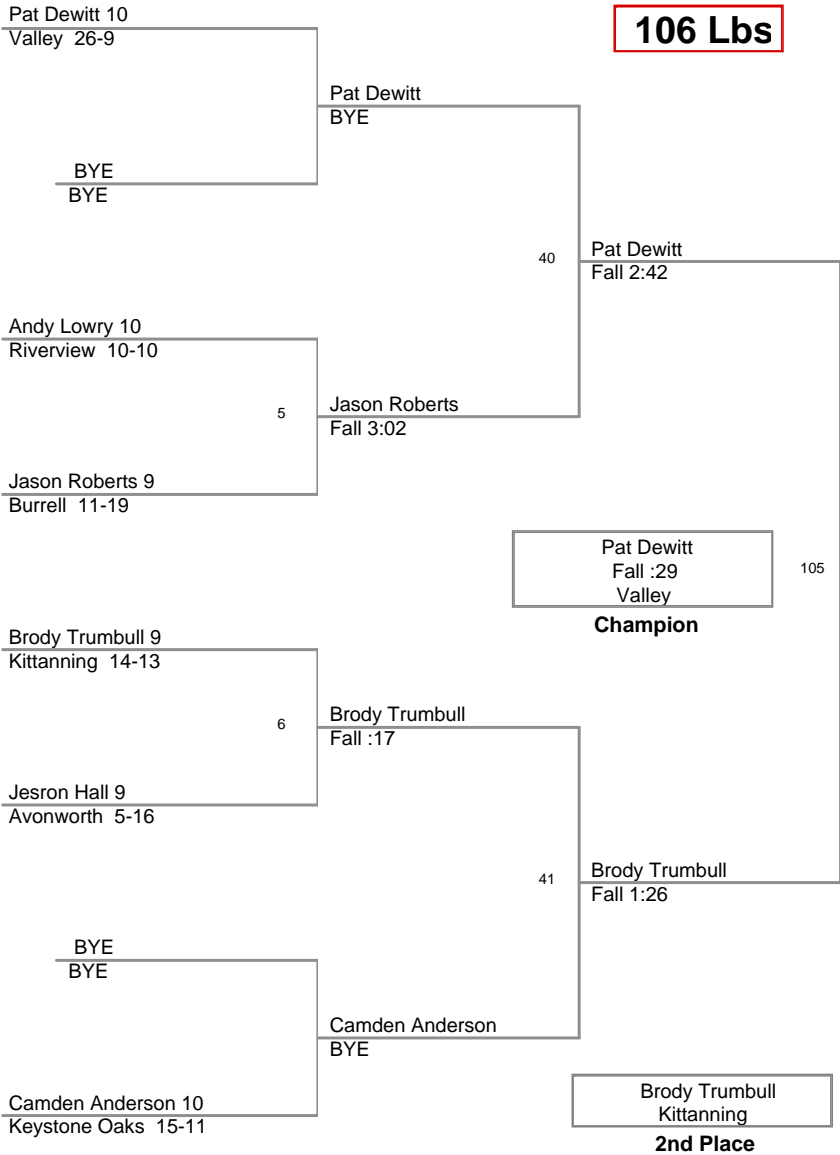 Pat Dewitt 10
Valley 26-9
106 Lbs
Pat Dewitt
BYE
BYE
BYE
40
Pat Dewitt
Fall 2:42
Andy Lowry 10
Riverview 10-10
5
Jason Roberts
Fall 3:02
Jason Roberts 9
Burrell 11-19
Pat Dewitt
Fall :29
Valley
105
Champion
Brody Trumbull 9
Kittanning 14-13
6
Brody Trumbull
Fall :17
Jesron Hall 9
Avonworth 5-16
41
Brody Trumbull
Fall 1:26
BYE
BYE
Camden Anderson
BYE
Camden Anderson 10
Keystone Oaks 15-11
Brody Trumbull
Kittanning
2nd Place